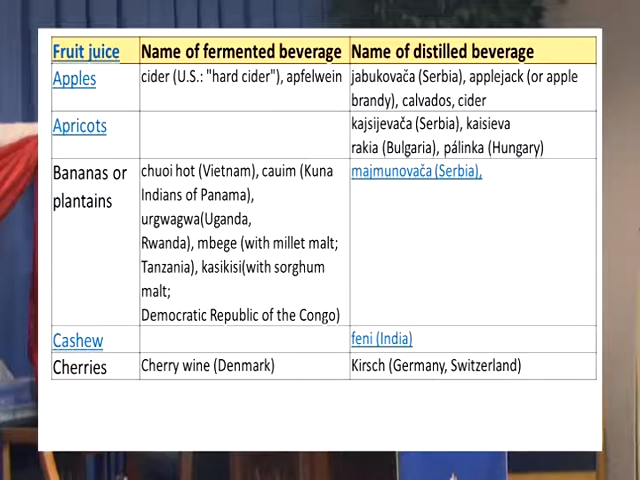 Fruit juice Name of fermented beverage Name of distilled beverage
Apples cider (U.S.: "hard cider"), apfelwein jabukovača (Serbia), applejack (or apple
brandy), calvados, cider
Apricots kajsijevača (Serbia), kaisieva
rakia (Bulgaria), pálinka (Hungary)
Bananas or
plantains
chuoi hot (Vietnam), cauim (Kuna
Indians of Panama),
urgwagwa(Uganda,
Rwanda), mbege (with millet malt;
Tanzania), kasikisi(with sorghum
malt;
Democratic Republic of the Congo)
majmunovača (Serbia),
Cashew feni (India)
Cherries Cherry wine (Denmark) Kirsch (Germany, Switzerland)